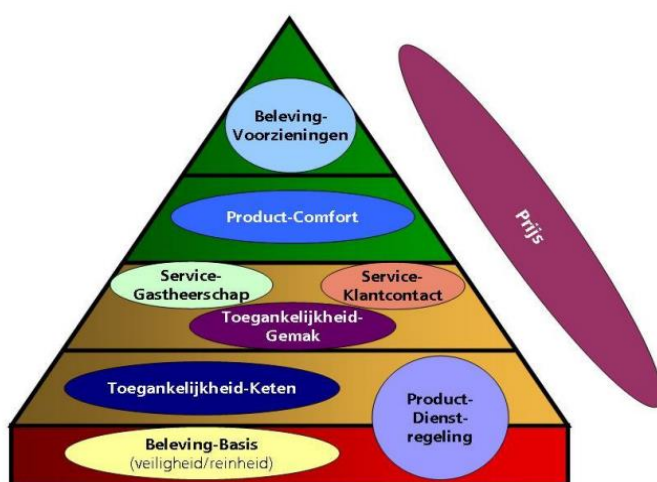 Beleving-
Voorzieningen
Product-Comfort
Prijs
Service-
Gastheerschap
Service-
Klantcontact
Toegankelijkheid-
Gemak
Toegankelijkheid-Keten
Product-
Dienst-
regeling
Beleving-Basis
(veiligheid/reinheid)